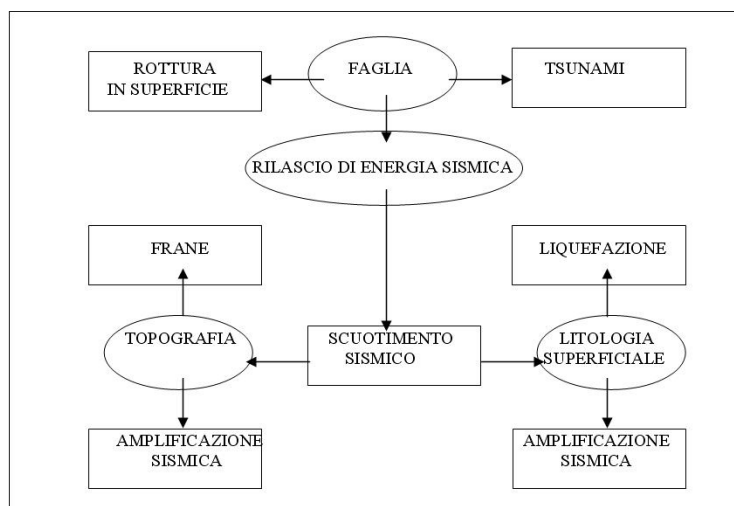 ROTTURA
IN SUPERFICIE
FAGLIA
TSUNAMI
RILASCIO DI ENERGIA SISMICA
FRANE
LIQUEFAZIONE
TOPOGRAFIA
SCUOTIMENTO
SISMICO
LITOLOGIA
SUPERFICIALE
AMPLIFICAZIONE
SISMICA
AMPLIFICAZIONE
SISMICA